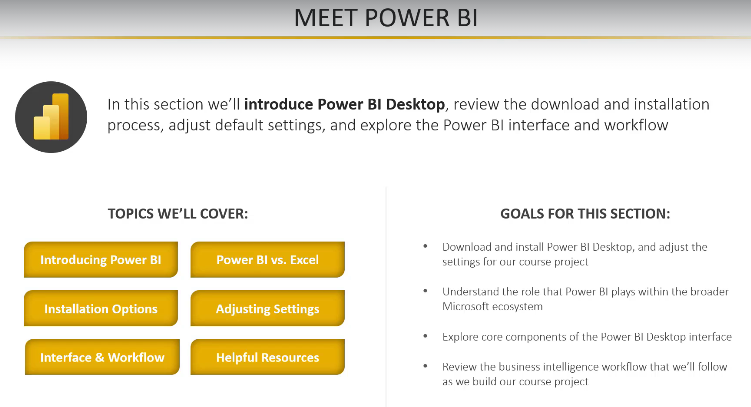 MEET POWER BI
In this section we'll introduce Power BI Desktop, review the download and installation
process, adjust default settings, and explore the Power BI interface and workflow
TOPICS WE'LL COVER:
Introducing Power BI
Power BI vs. Excel
Installation Options
Adjusting Settings
Interface & Workflow
Helpful Resources
GOALS FOR THIS SECTION:
• Download and install Power BI Desktop, and adjust the
settings for our course project
• Understand the role that Power BI plays within the broader
Microsoft ecosystem
• Explore core components of the Power BI Desktop interface
• Review the business intelligence workflow that we'll follow
as we build our course project